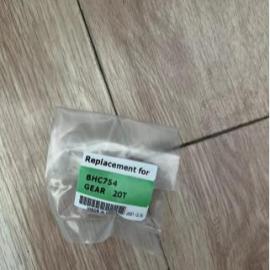 Replacement for
BHC754
GEAR 20T